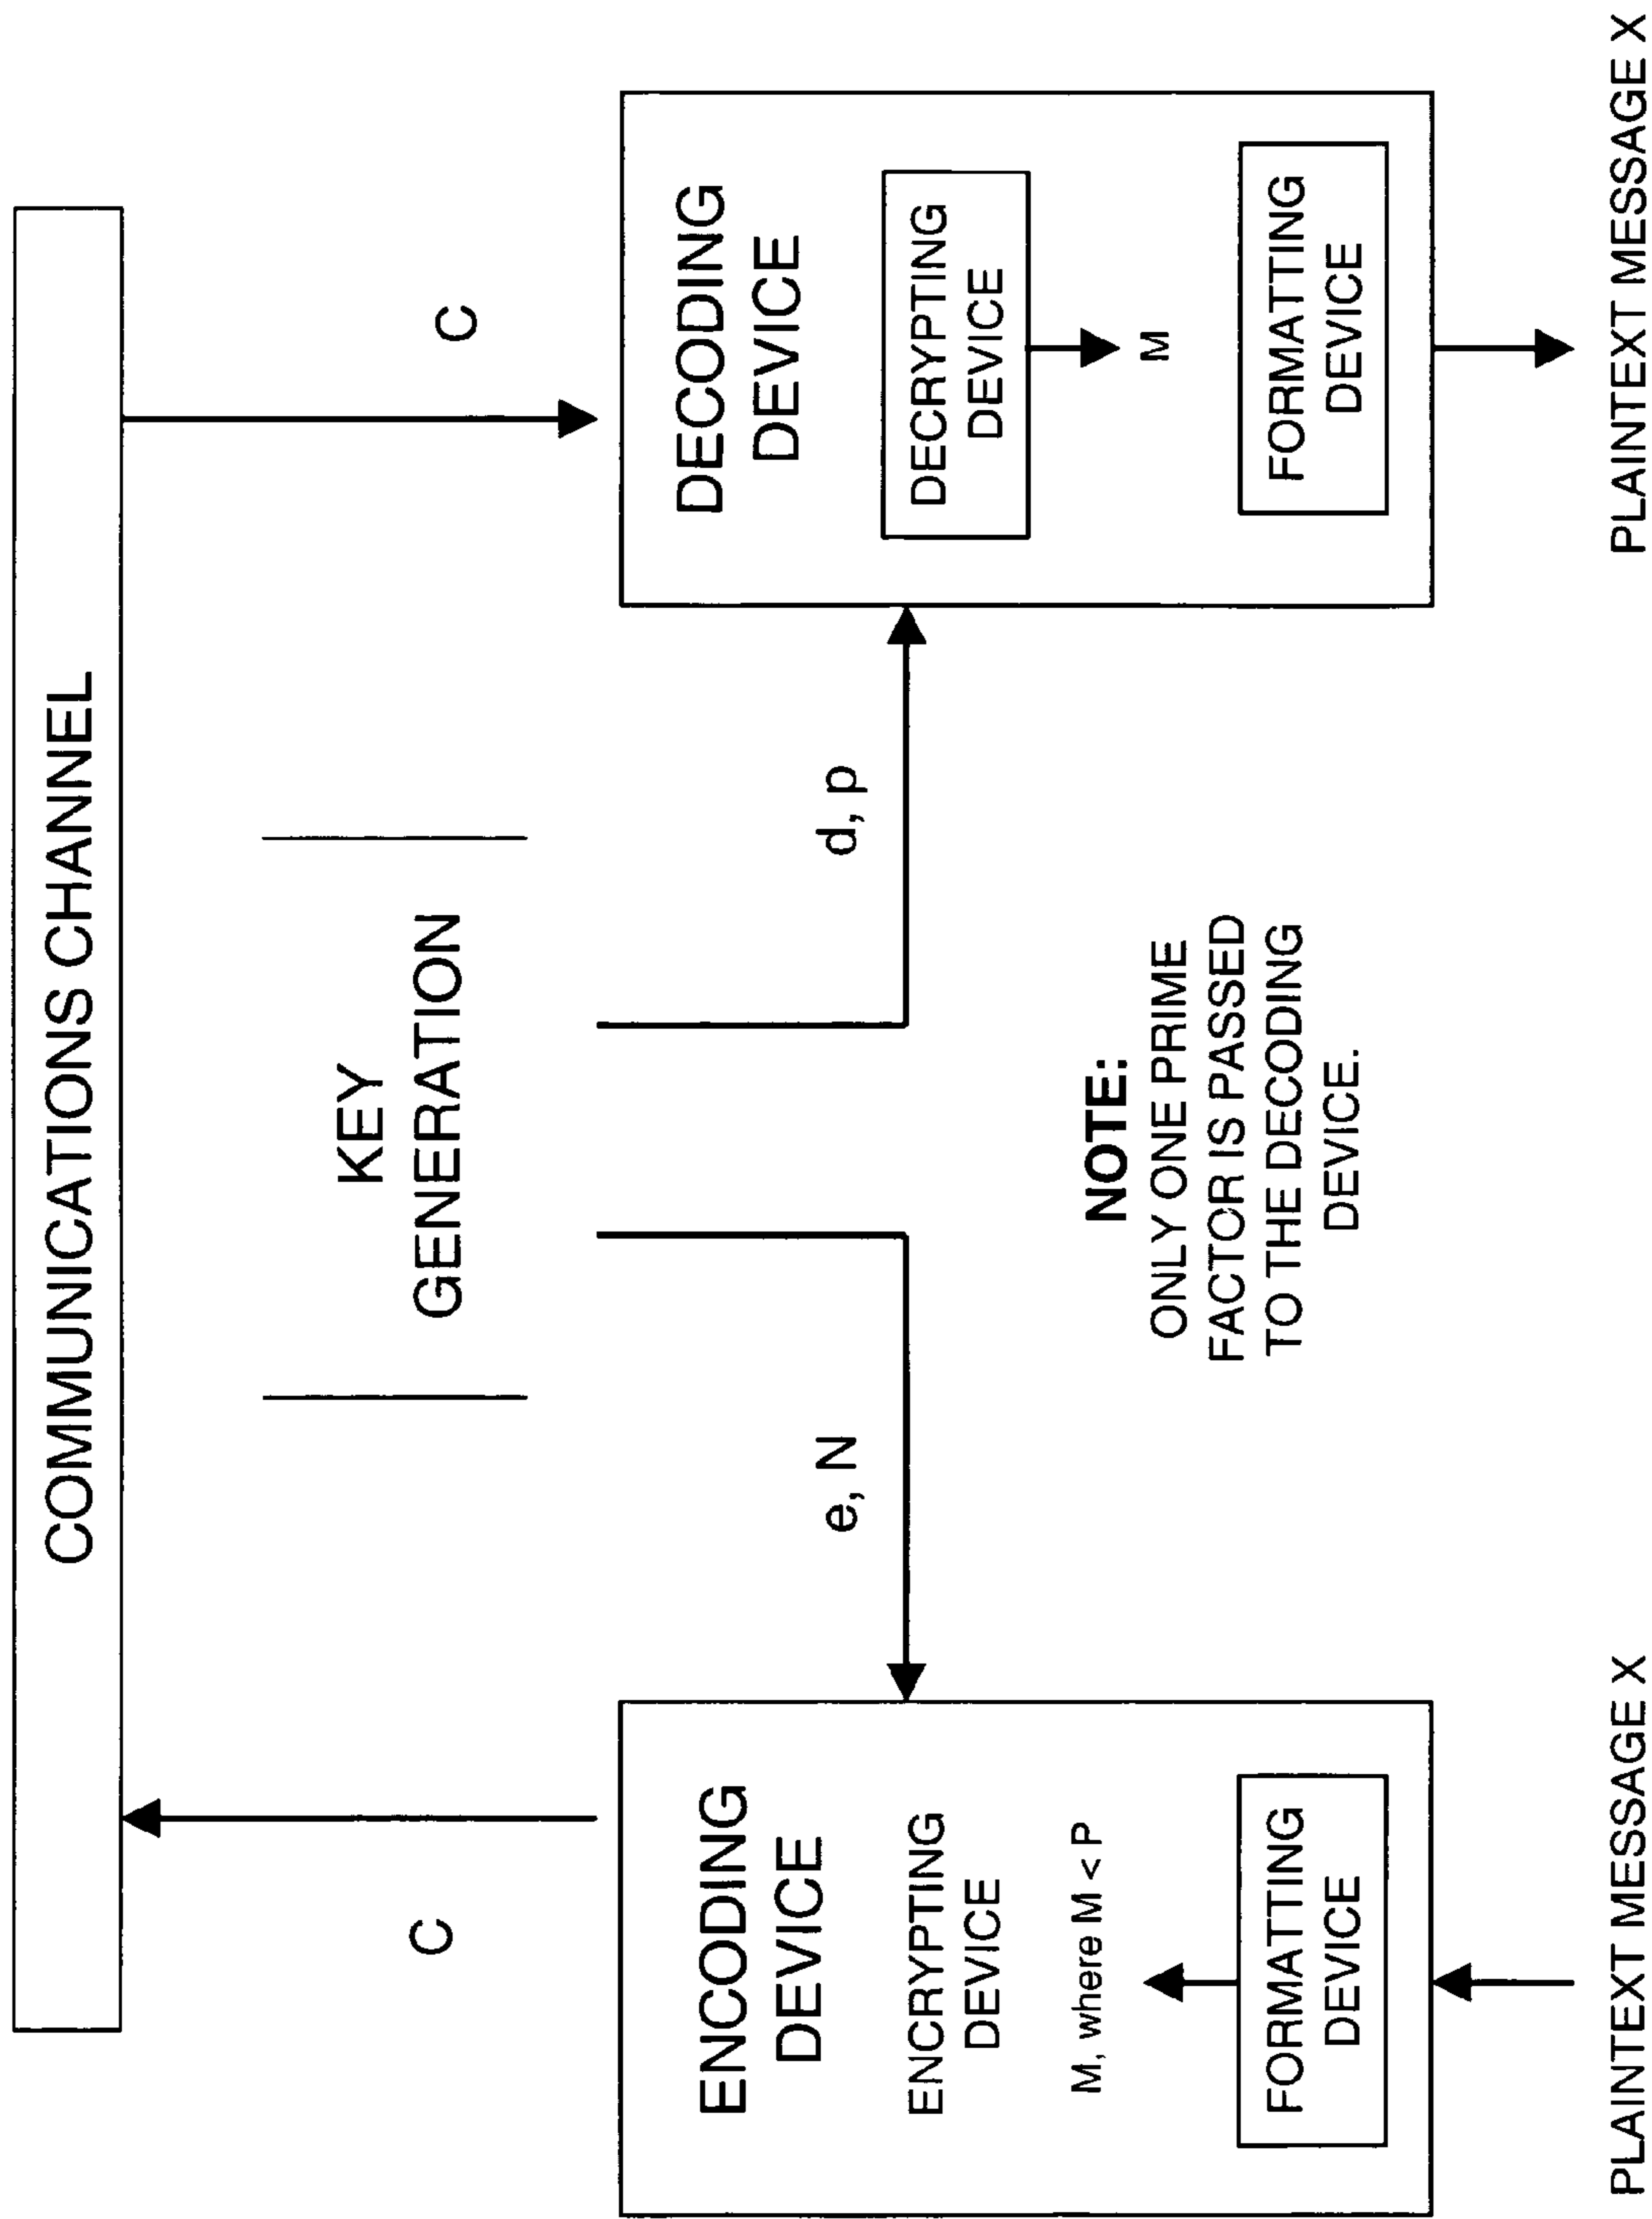 COMMUNICATIONS CHANNEL
C
KEY
GENERATION
C
e, N
d, p
ENCODING
DEVICE
ENCRYPTING
DEVICE
M, where M < P
FORMATTING
DEVICE
PLAINTEXT MESSAGE X
NOTE:
ONLY ONE PRIME
FACTOR IS PASSED
TO THE DECODING
DEVICE.
DECODING
DEVICE
DECRYPTING
DEVICE
M
FORMATTING
DEVICE
PLAINTEXT MESSAGE X